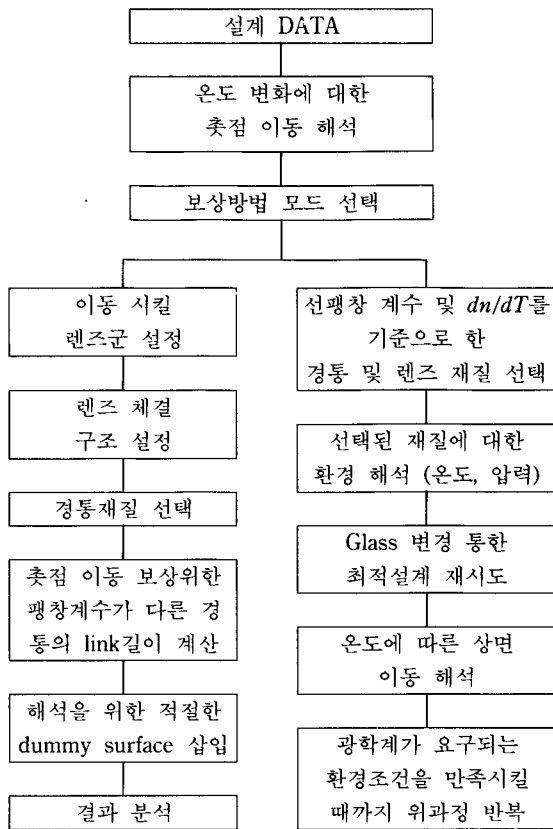 설계 DATA
온도 변화에 대한
촛점 이동 해석
보상방법 모드 선택
이동 시킬
렌즈군 설정
렌즈 체결
구조 설정
경통재질 선택
촛점 이동 보상위한
팽창계수가 다른 경
통의 link길이 계산
해석을 위한 적절한
dummy surface 삽입
결과 분석
선팽창 계수 및 dn/dT를
기준으로 한
경통 및 렌즈 재질 선택
선택된 재질에 대한
환경 해석 (온도, 압력)
Glass 변경 통한
최적설계 재시도
온도에 따른 상면
이동 해석
광학계가 요구되는
환경조건을 만족시킬
때까지 위과정 반복